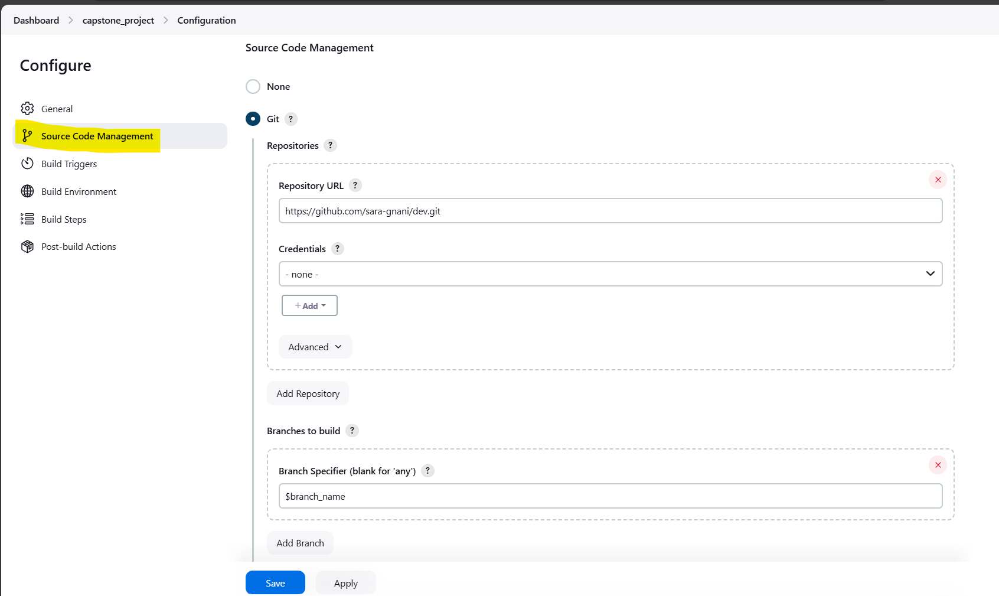 Dashboard > capstone_project > Configuration
Configure
General
Source Code Management
Build Triggers
Build Environment
Build Steps
Post-build Actions
Source Code Management
None
Git ?
Repositories ?
Repository URL ?
https://github.com/sara-gnani/dev.git
Credentials ?
- none -
+ Add
Advanced
Add Repository
Branches to build ?
Branch Specifier (blank for 'any') ?
$branch_name
Add Branch
Save Apply